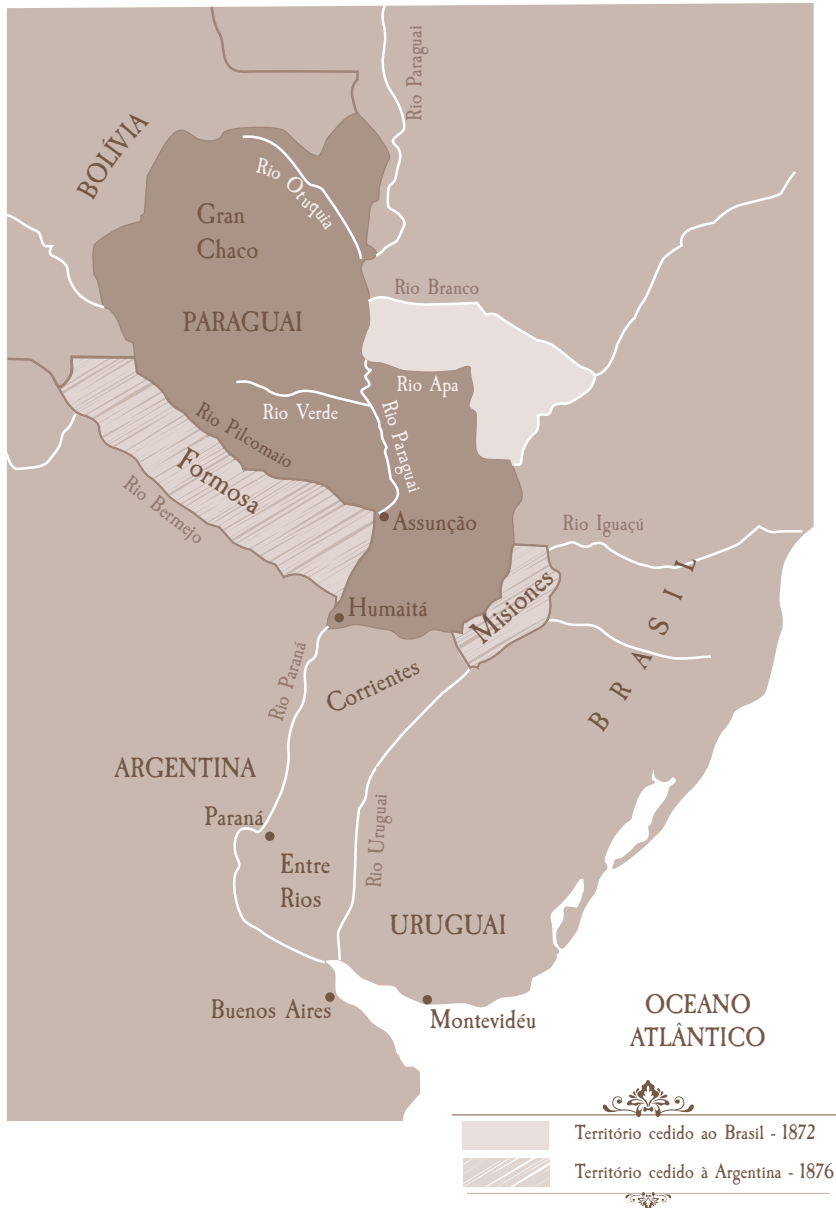 Rio Paraguai
BOLÍVIA
Rio Otuquia
Gran
Chaco
Rio Branco
PARAGUAI
Rio Apa
Rio Verde
Rio Paraguai
Rio Pilcomaio
Formosa
Rio Bermejo
Assunção
Rio Iguaçú
BRASIL
Misiones
Humaitá
Rio Paraná
Corrientes
ARGENTINA
Paraná
Rio Uruguai
Entre
Rios
URUGUAI
Buenos Aires
Montevidéu
OCEANO
ATLÂNTICO
Território cedido ao Brasil - 1872
Território cedido à Argentina - 1876